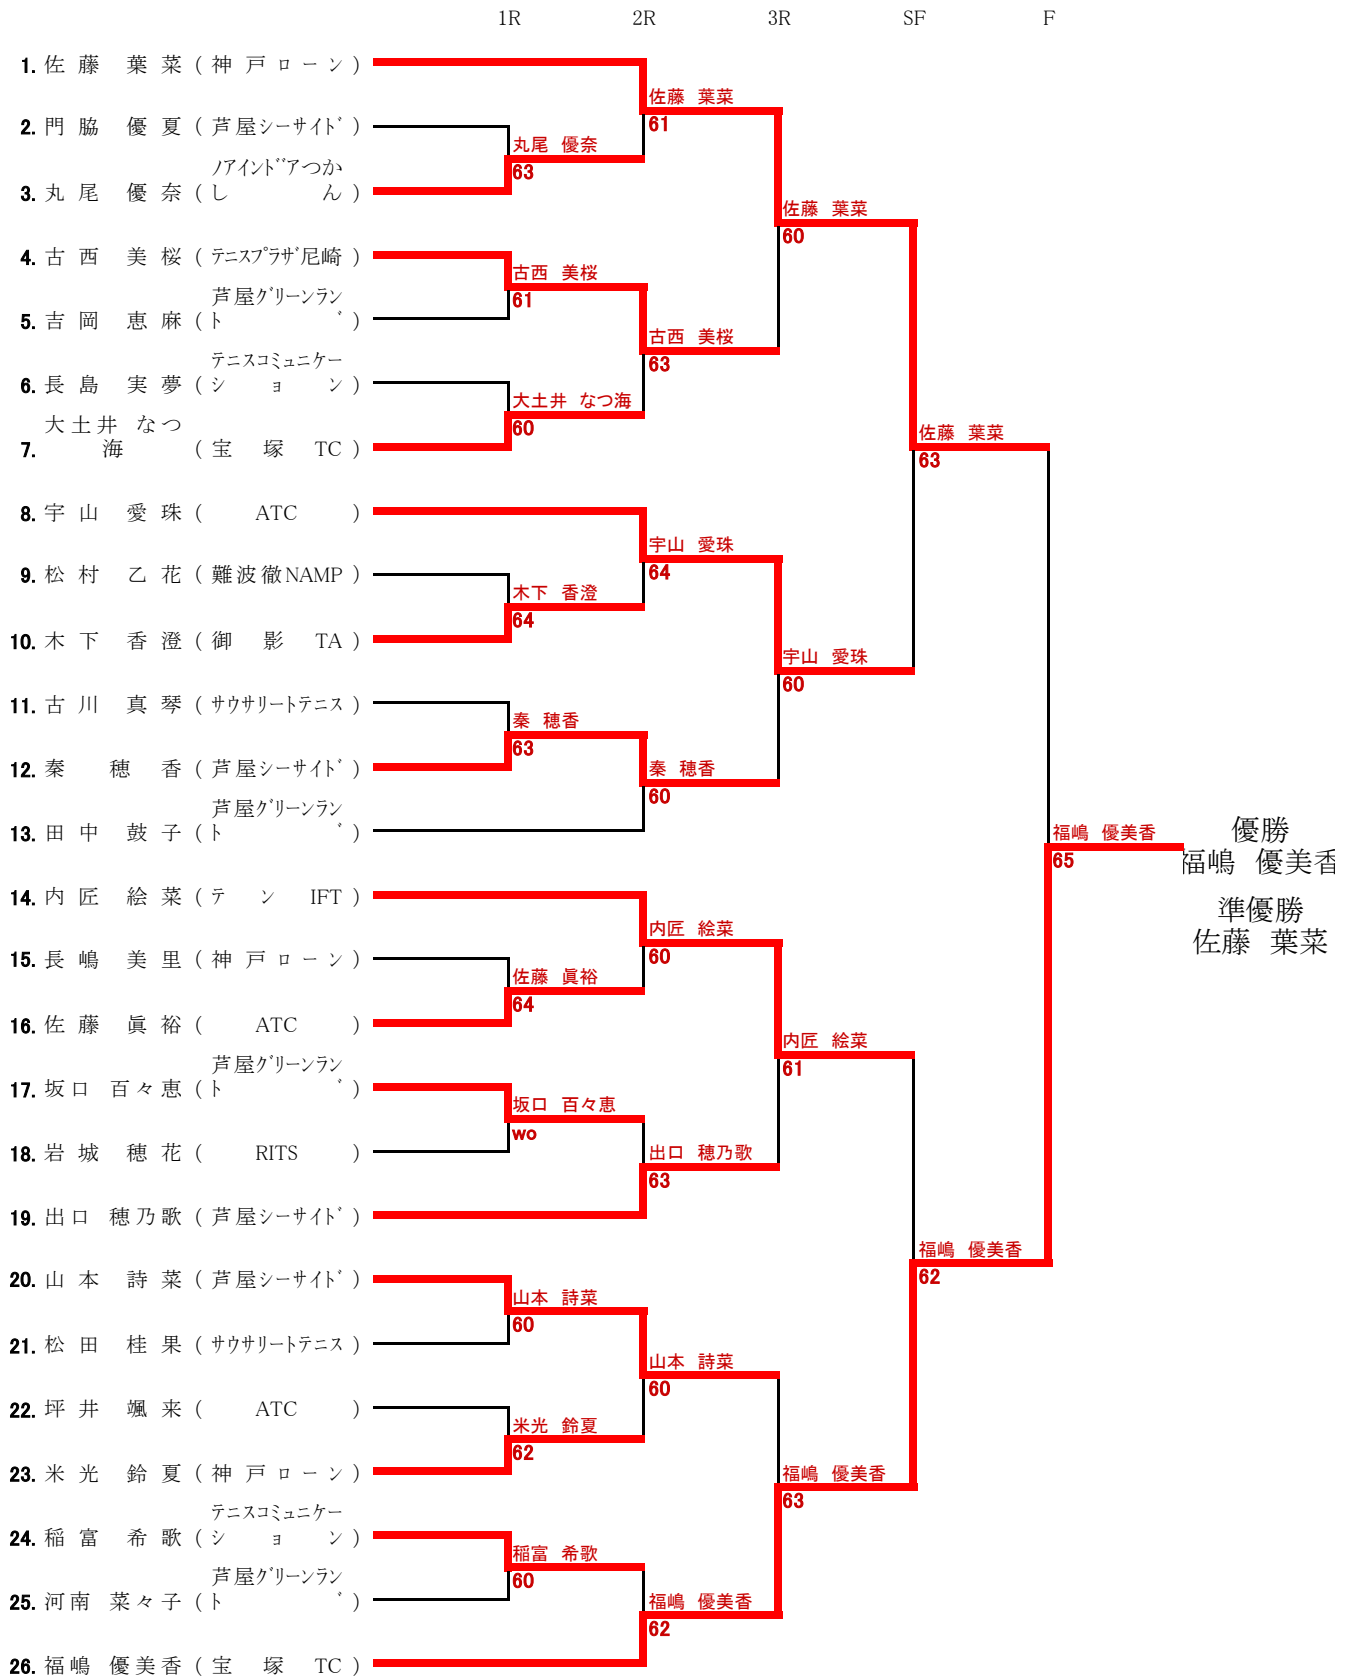 1R 2R 3R SF F
1. 佐藤 葉菜 ( 神戸ローン )
佐藤 葉菜
61
2. 門脇 優夏 ( 芦屋シーサイド )
丸尾 優奈
63
ノアインドアつか
3. 丸尾 優奈 ( しん )
佐藤 葉菜
60
4. 古西 美桜 ( テニスプラザ尼崎 )
古西 美桜
61
芦屋グリーンラン
5. 吉岡 恵麻 ( ド )
古西 美桜
63
テニスコミュニケー
6. 長島 実夢 ( ション )
大土井 なつ海
60
大土井 なつ
7. 海 ( 宝塚 TC )
佐藤 葉菜
63
8. 宇山 愛珠 ( ATC )
宇山 愛珠
64
9. 松村 乙花 ( 難波徹NAMP )
木下 香澄
64
10. 木下 香澄 ( 御影 TA )
宇山 愛珠
60
11. 古川 真琴 ( サウサリートテニス )
秦 穂香
63
12. 秦 穂香 ( 芦屋シーサイド )
秦 穂香
60
芦屋グリーンラン
13. 田中 鼓子 ( ド )
福嶋 優美香
65
優勝
福嶋 優美香
準優勝
佐藤 葉菜
14. 内匠 絵菜 ( テン IFT )
内匠 絵菜
60
15. 長嶋 美里 ( 神戸ローン )
佐藤 眞裕
64
16. 佐藤 眞裕 ( ATC )
内匠 絵菜
61
芦屋グリーンラン
17. 坂口 百々恵 ( ド )
坂口 百々恵
wo
18. 岩城 穂花 ( RITS )
出口 穂乃歌
63
19. 出口 穂乃歌 ( 芦屋シーサイド )
福嶋 優美香
62
20. 山本 詩菜 ( 芦屋シーサイド )
山本 詩菜
60
21. 松田 桂果 ( サウサリートテニス )
山本 詩菜
60
22. 坪井 颯来 ( ATC )
米光 鈴夏
62
23. 米光 鈴夏 ( 神戸ローン )
福嶋 優美香
63
テニスコミュニケー
24. 稲富 希歌 ( ション )
稲富 希歌
60
芦屋グリーンラン
25. 河南 菜々子 ( ド )
福嶋 優美香
62
26. 福嶋 優美香 ( 宝塚 TC )